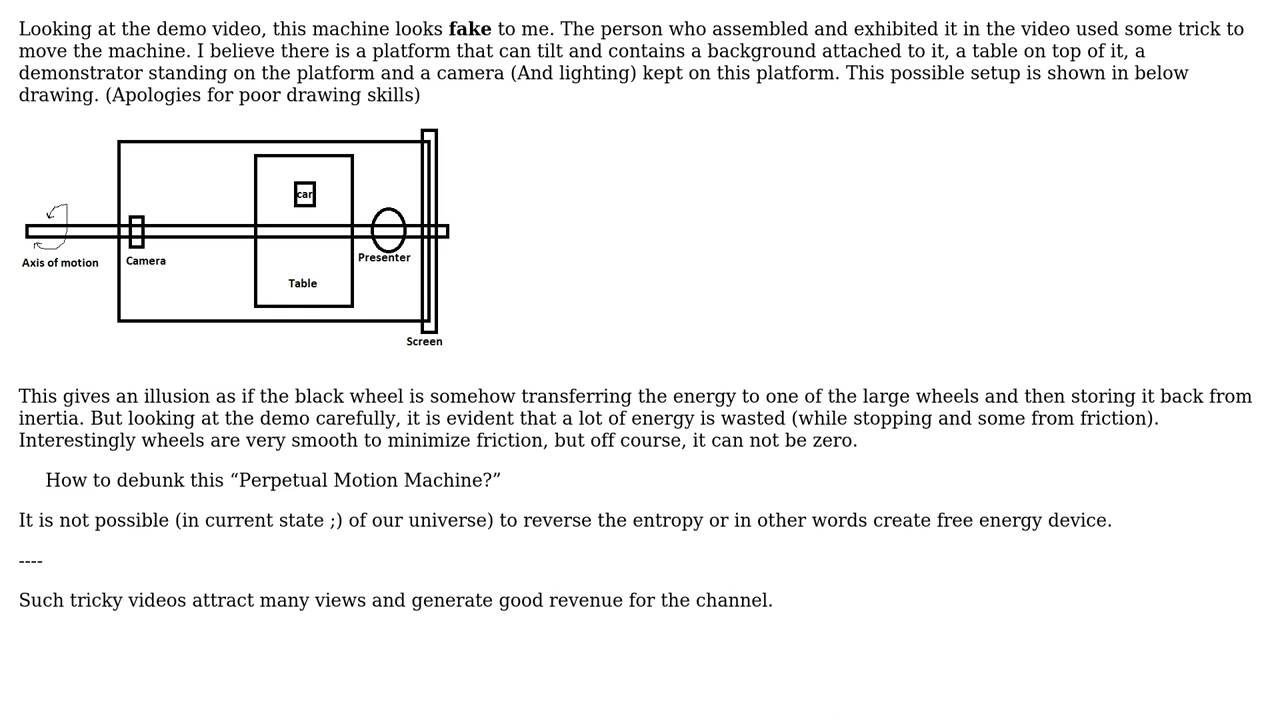 Looking at the demo video, this machine looks fake to me. The person who assembled and exhibited it in the video used some trick to
move the machine. I believe there is a platform that can tilt and contains a background attached to it, a table on top of it, a
demonstrator standing on the platform and a camera (And lighting) kept on this platform. This possible setup is shown in below
drawing. (Apologies for poor drawing skills)
car
Axis of motion
Camera
Presenter
Table
Screen
This gives an illusion as if the black wheel is somehow transferring the energy to one of the large wheels and then storing it back from
inertia. But looking at the demo carefully, it is evident that a lot of energy is wasted (while stopping and some from friction).
Interestingly wheels are very smooth to minimize friction, but off course, it can not be zero.
How to debunk this “Perpetual Motion Machine?”
It is not possible (in current state ;) of our universe) to reverse the entropy or in other words create free energy device.
----
Such tricky videos attract many views and generate good revenue for the channel.